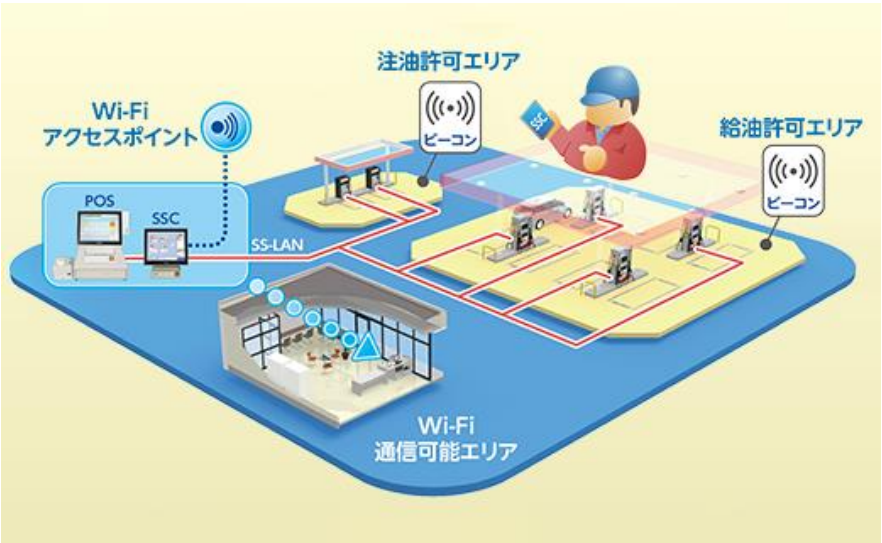 注油許可エリア
ビーコン
Wi-Fi
アクセスポイント
SSC
給油許可エリア
ビーコン
POS
SSC
SS-LAN
Wi-Fi
通信可能エリア